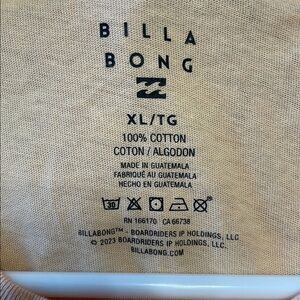 BILLA
BONG
XL/TG
100% COTTON
COTON / ALGODON
MADE IN GUATEMALA
FABRIQUÉ AU GUATEMALA
HECHO EN GUATEMALA
30
RN 166170 CA 66738
BILLABONG™ - BOARDRIDERS IP HOLDINGS, LLC
© 2023 BOARDRIDERS IP HOLDINGS, LLC
BILLABONG.COM